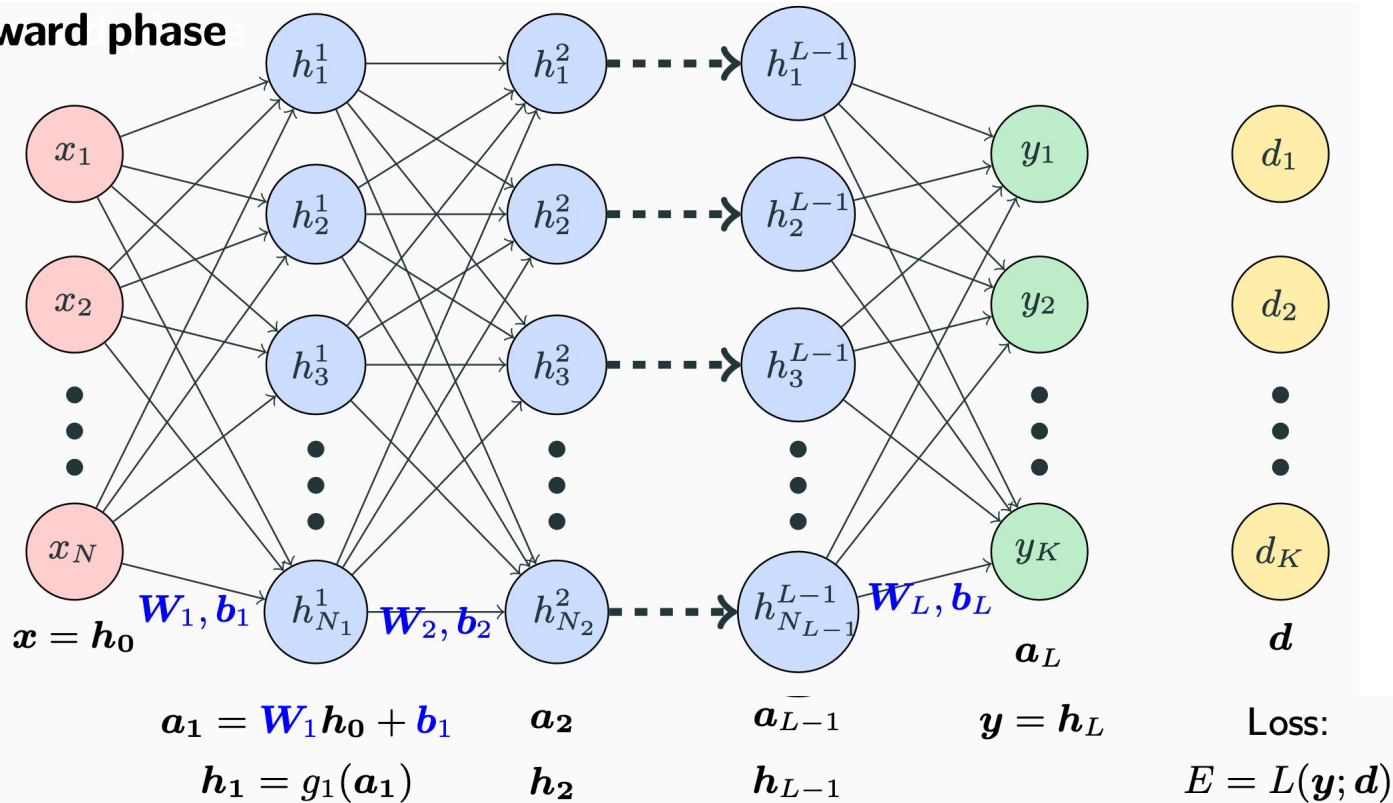 ward phase
h_1^1 h_1^2 h_1^{L-1}
x_1 y_1 d_1
h_2^1 h_2^2 h_2^{L-1}
x_2 y_2 d_2
h_3^1 h_3^2 h_3^{L-1}
x_N y_K d_K
h_{N_1}^1 h_{N_2}^2 h_{N_{L-1}}^{L-1}
W_1, b_1 W_2, b_2 W_L, b_L
x = h_0 a_L d
a_1 = W_1 h_0 + b_1 a_2 a_{L-1} y = h_L Loss:
h_1 = g_1(a_1) h_2 h_{L-1} E = L(y; d)